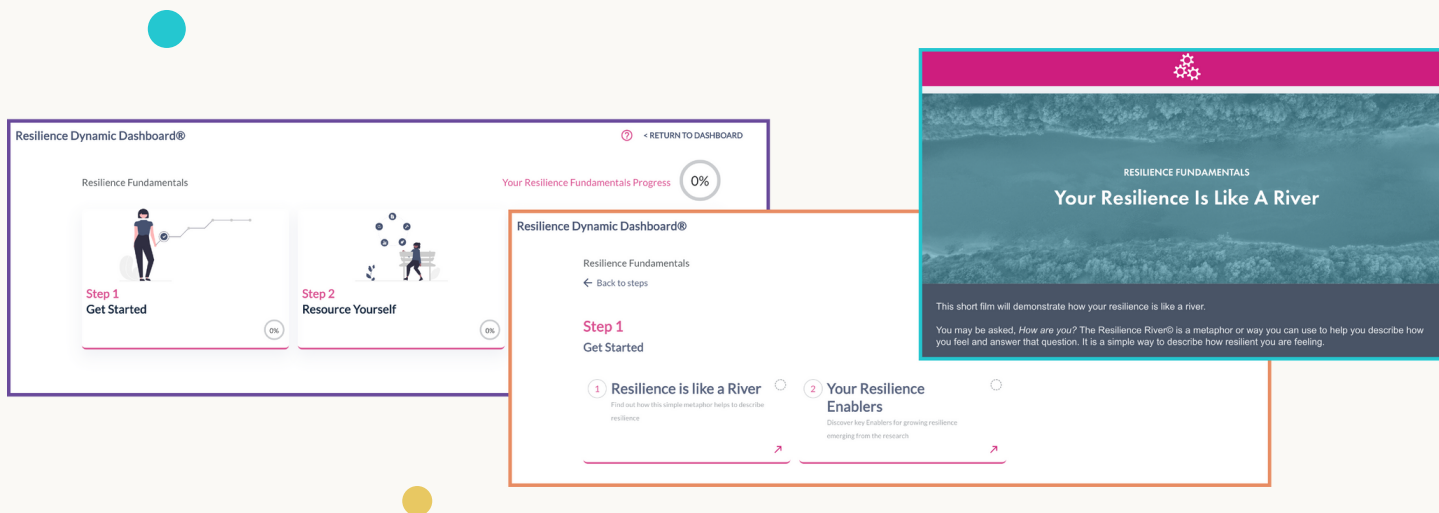 Resilience Dynamic Dashboard®
< RETURN TO DASHBOARD
Resilience Fundamentals
Your Resilience Fundamentals Progress
0%
Step 1
Get Started
0%
Step 2
Resource Yourself
0%
Resilience Dynamic Dashboard®
Resilience Fundamentals
← Back to steps
Step 1
Get Started
1 Resilience is like a River
Find out how this simple metaphor helps to describe
resilience
2 Your Resilience
Enablers
Discover key Enablers for growing resilience
emerging from the research
RESILIENCE FUNDAMENTALS
Your Resilience Is Like A River
This short film will demonstrate how your resilience is like a river.
You may be asked, How are you? The Resilience River© is a metaphor or way you can use to help you describe how
you feel and answer that question. It is a simple way to describe how resilient you are feeling.